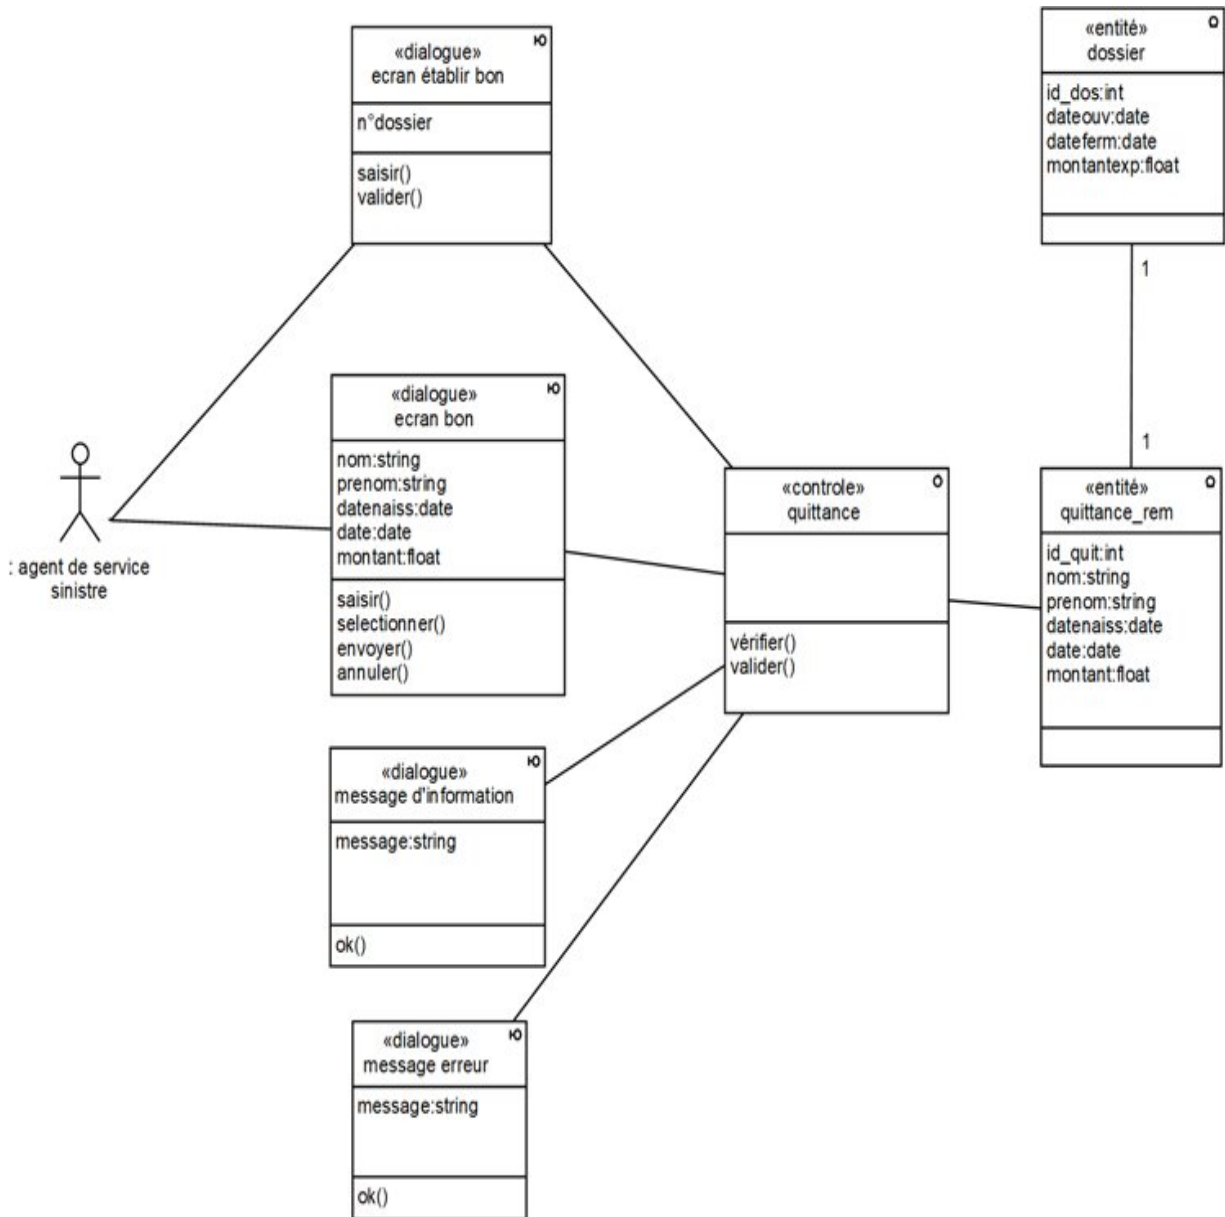 «dialogue»
ecran établir bon
n°dossier
saisir()
valider()
«entité»
dossier
id_dos:int
dateouv:date
dateferm:date
montantexp:float
1
1
«dialogue»
ecran bon
nom:string
prenom:string
datenaiss:date
date:date
montant:float
saisir()
selectionner()
envoyer()
annuler()
: agent de service
sinistre
«controle»
quittance
vérifier()
valider()
«entité»
quittance_rem
id_quit:int
nom:string
prenom:string
datenaiss:date
date:date
montant:float
«dialogue»
message d'information
message:string
ok()
«dialogue»
message erreur
message:string
ok()